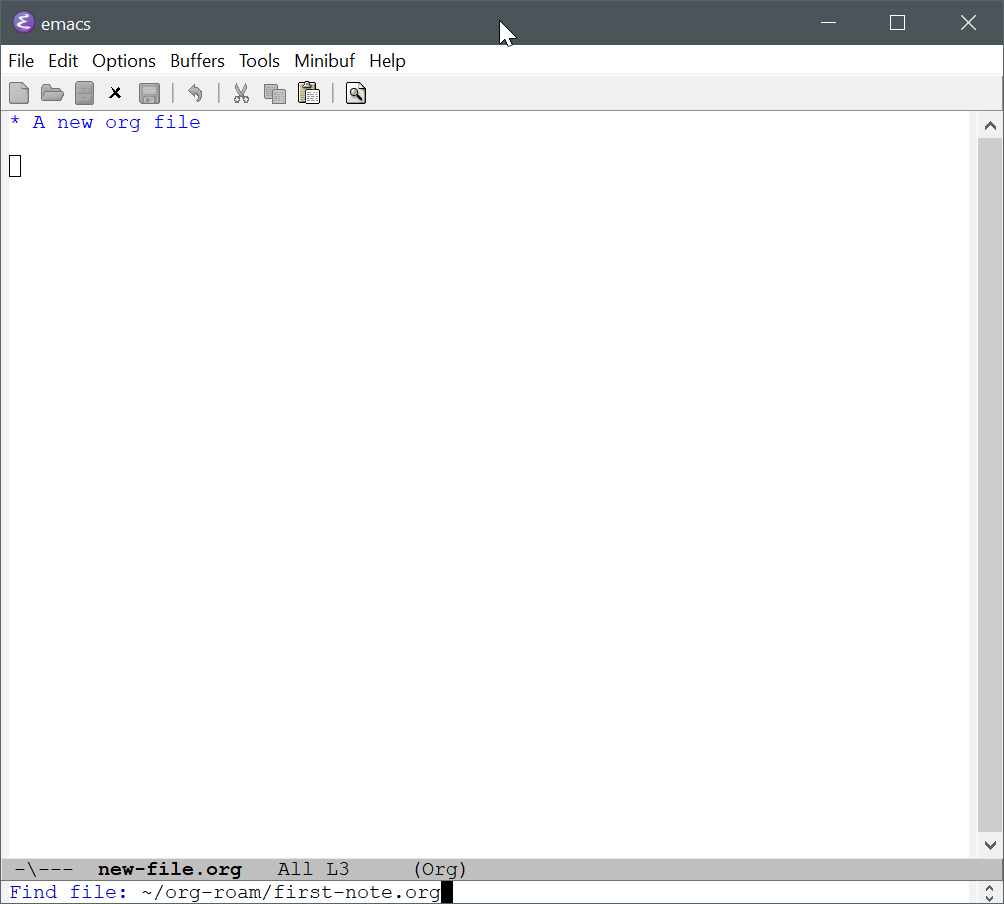 emacs
File Edit Options Buffers Tools Minibuf Help
* A new org file
-\--- new-file.org All L3 (Org)
Find file: ~/org-roam/first-note.org